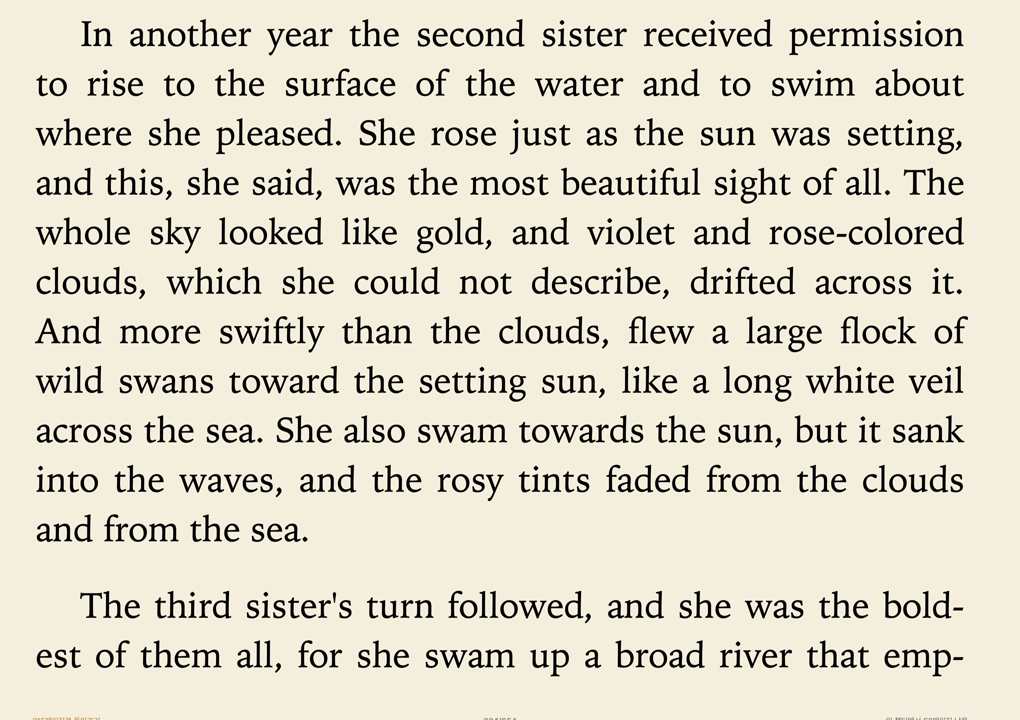 In another year the second sister received permission
to rise to the surface of the water and to swim about
where she pleased. She rose just as the sun was setting,
and this, she said, was the most beautiful sight of all. The
whole sky looked like gold, and violet and rose-colored
clouds, which she could not describe, drifted across it.
And more swiftly than the clouds, flew a large flock of
wild swans toward the setting sun, like a long white veil
across the sea. She also swam towards the sun, but it sank
into the waves, and the rosy tints faded from the clouds
and from the sea.
The third sister's turn followed, and she was the bold-
est of them all, for she swam up a broad river that emp-